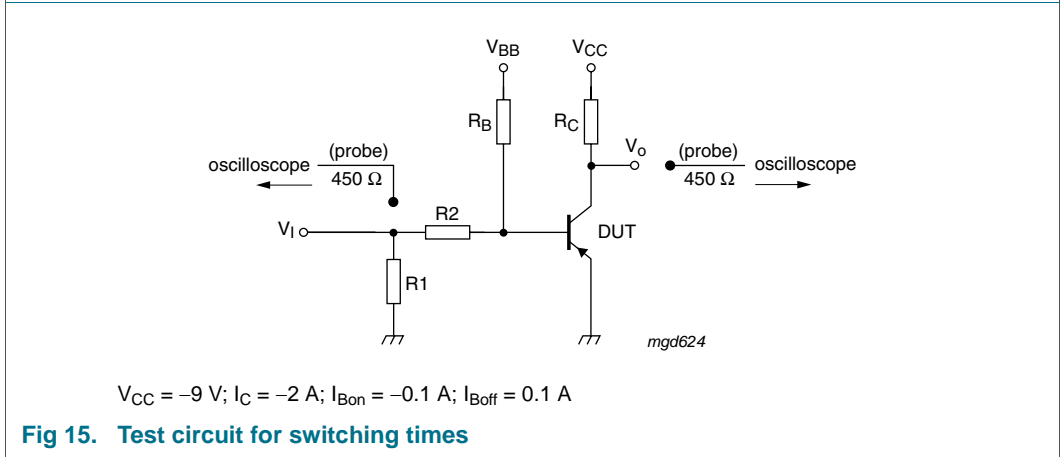 VBB
VCC
RB
RC
Vo
oscilloscope
(probe)
450 Ω
(probe)
450 Ω
oscilloscope
R2
VI
DUT
R1
mgd624
VCC = −9 V; IC = −2 A; IBon = −0.1 A; IBoff = 0.1 A
Fig 15. Test circuit for switching times